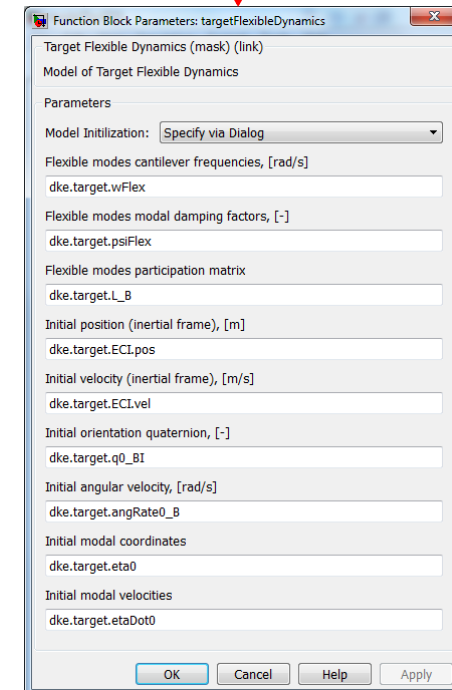 Function Block Parameters: targetFlexibleDynamics
Target Flexible Dynamics (mask) (link)
Model of Target Flexible Dynamics
Parameters
Model Initilization: Specify via Dialog
Flexible modes cantilever frequencies, [rad/s]
dke.target.wFlex
Flexible modes modal damping factors, [-]
dke.target.psiFlex
Flexible modes participation matrix
dke.target.L_B
Initial position (inertial frame), [m]
dke.target.ECI.pos
Initial velocity (inertial frame), [m/s]
dke.target.ECI.vel
Initial orientation quaternion, [-]
dke.target.q0_BI
Initial angular velocity, [rad/s]
dke.target.angRate0_B
Initial modal coordinates
dke.target.eta0
Initial modal velocities
dke.target.etaDot0
OK Cancel Help Apply